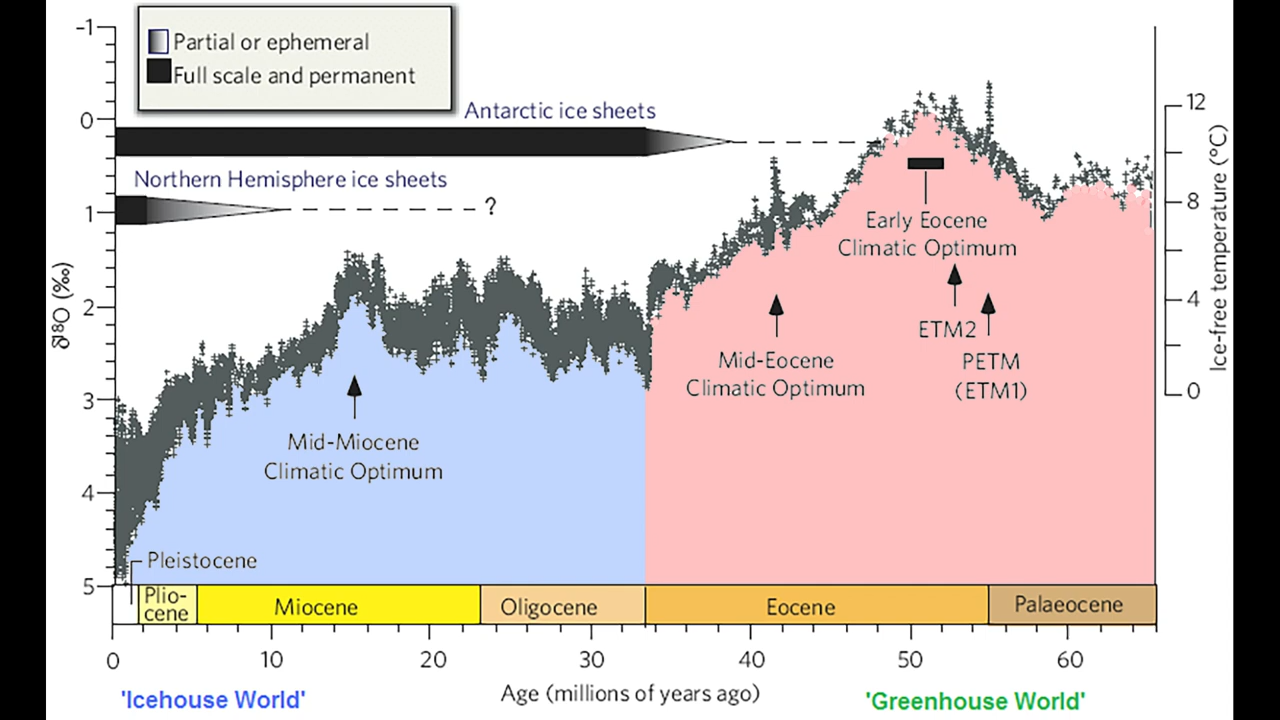 Partial or ephemeral
Full scale and permanent
Antarctic ice sheets
Northern Hemisphere ice sheets
?
Early Eocene
Climatic Optimum
ETM2
PETM
(ETM1)
Mid-Eocene
Climatic Optimum
Mid-Miocene
Climatic Optimum
Pleistocene
δ¹⁸O (‰)
–1
0
1
2
3
4
5
Ice-free temperature (°C)
12
8
4
0
Plio-
cene
Miocene
Oligocene
Eocene
Palaeocene
0 10 20 30 40 50 60
'Icehouse World' Age (millions of years ago) 'Greenhouse World'